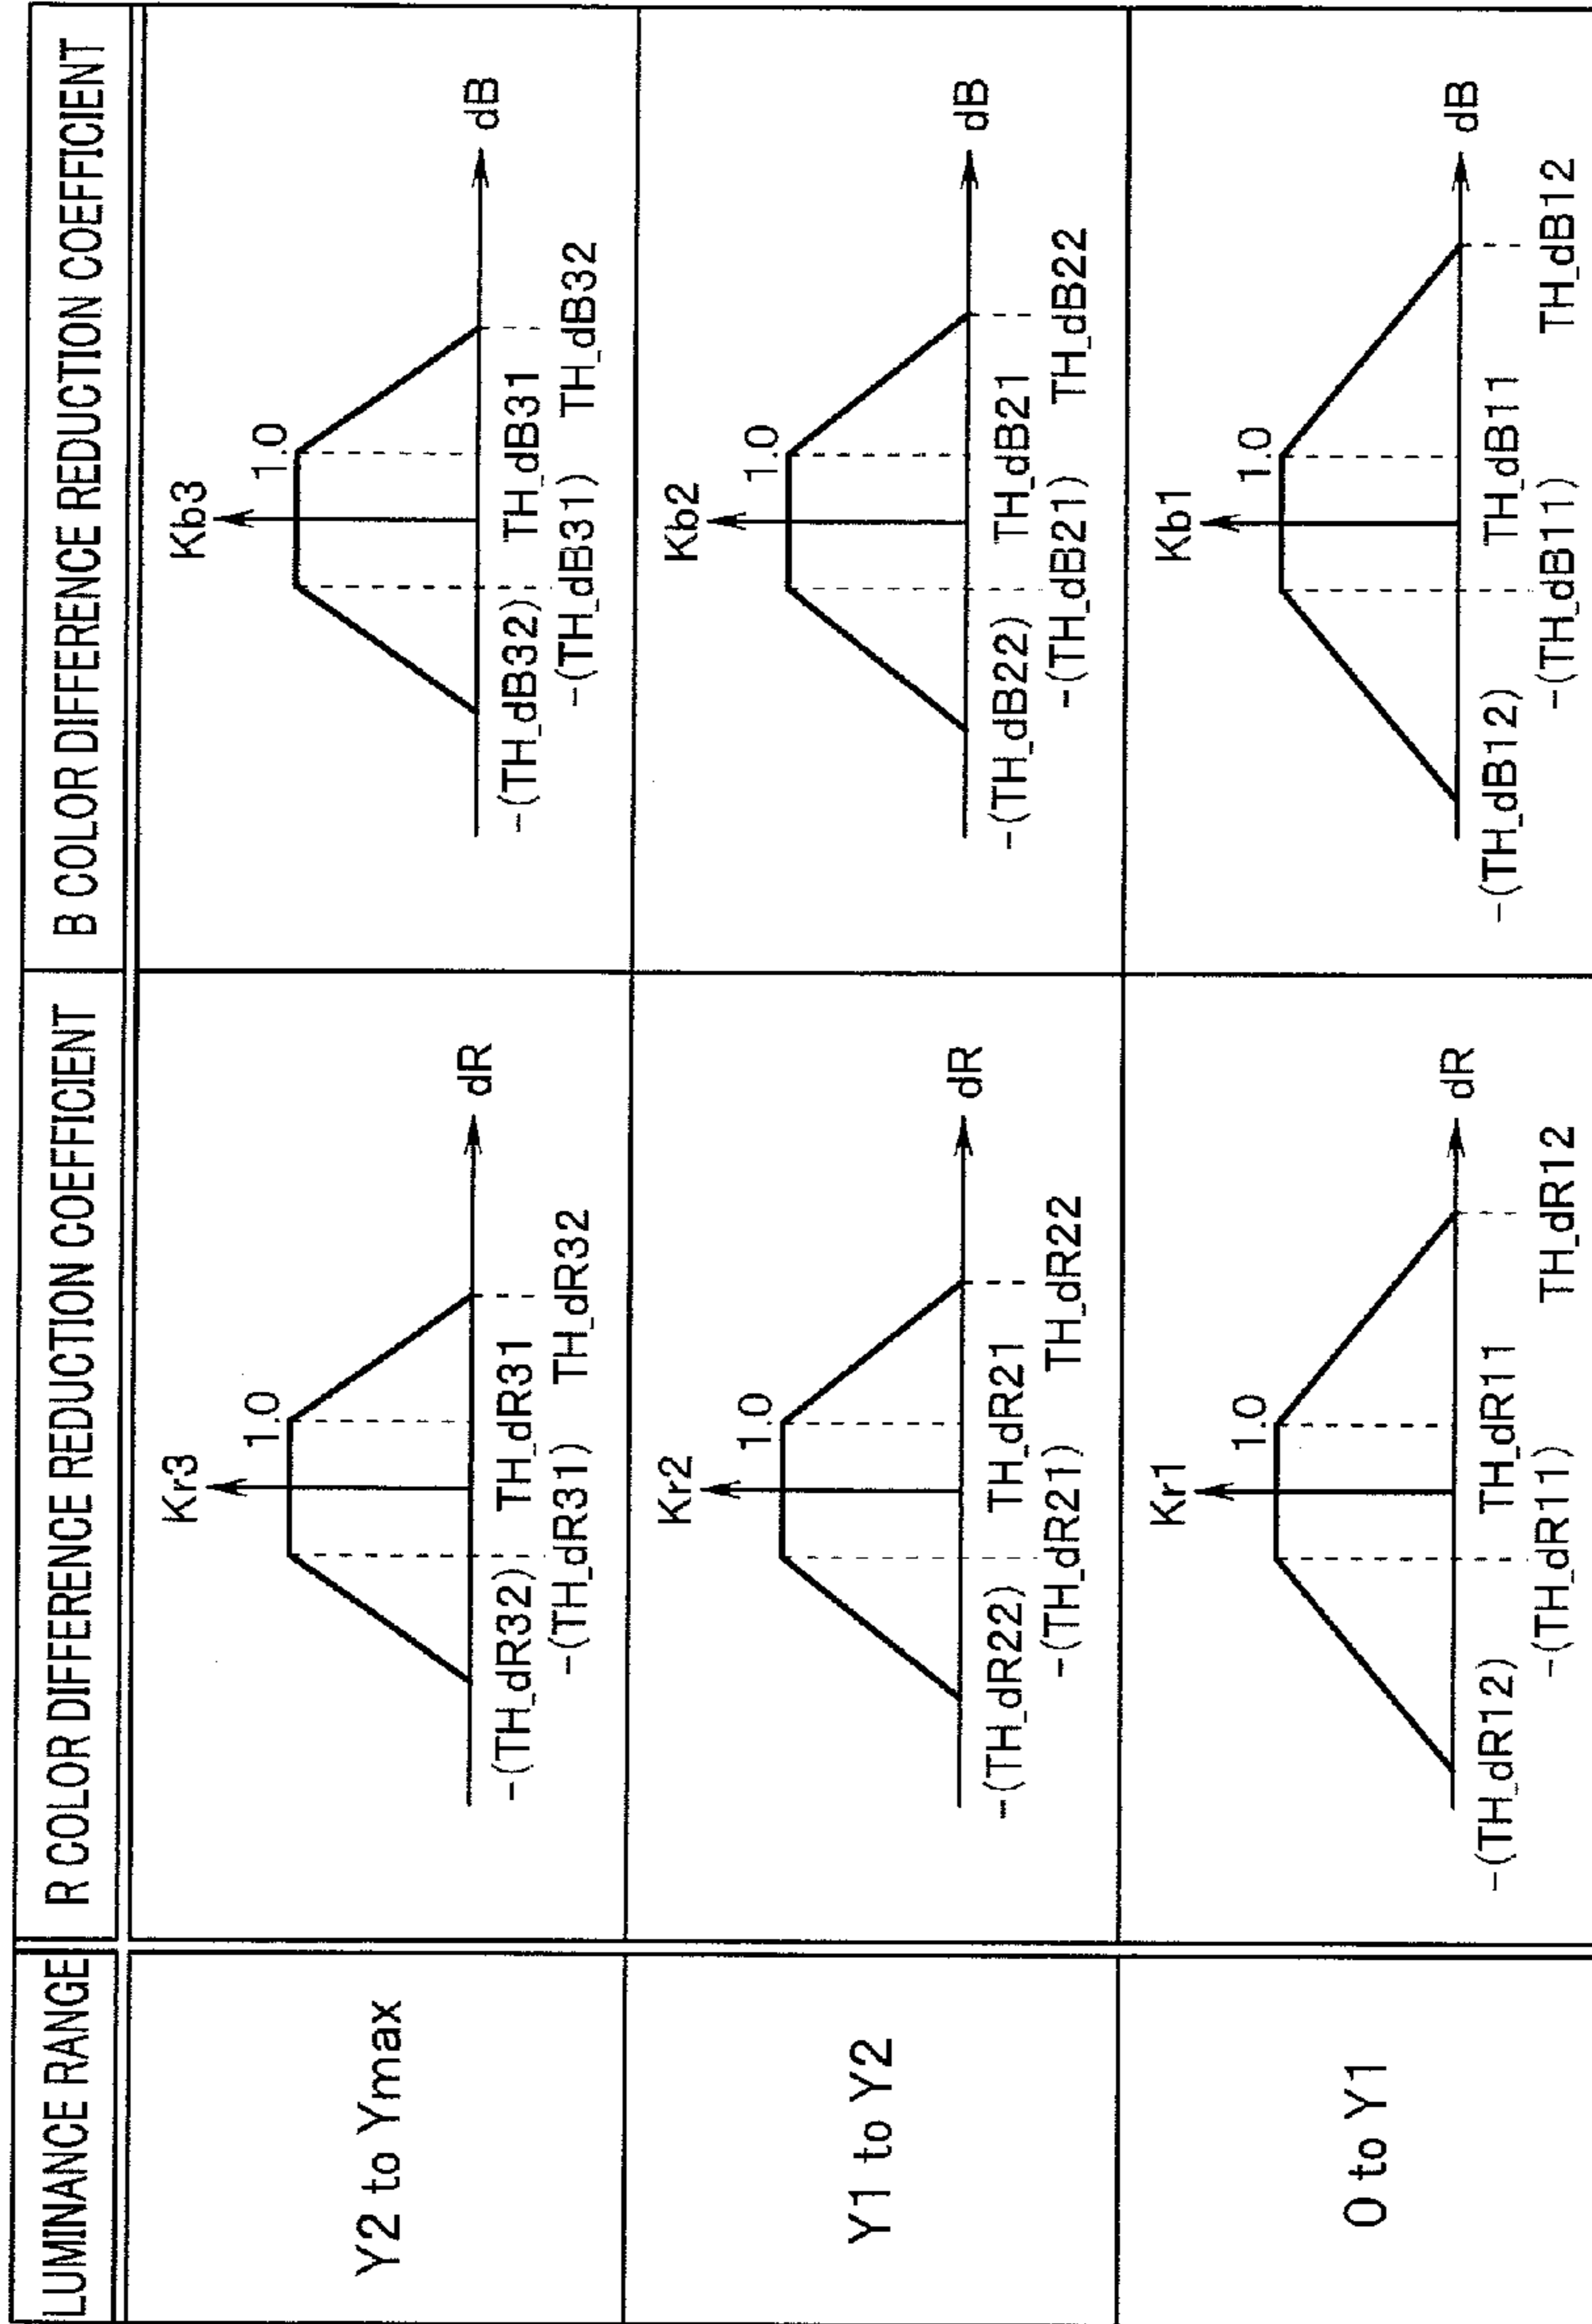 LUMINANCE RANGE
R COLOR DIFFERENCE REDUCTION COEFFICIENT
B COLOR DIFFERENCE REDUCTION COEFFICIENT
Y2 to Ymax
Kr3
1.0
dR
-(TH_dR32) TH_dR31
-(TH_dR31) TH_dR32
Kb3
1.0
dB
-(TH_dB32) TH_dB31
-(TH_dB31) TH_dB32
Y1 to Y2
Kr2
1.0
dR
-(TH_dR22) TH_dR21
-(TH_dR21) TH_dR22
Kb2
1.0
dB
-(TH_dB22) TH_dB21
-(TH_dB21) TH_dB22
0 to Y1
Kr1
1.0
dR
-(TH_dR12) TH_dR11
-(TH_dR11) TH_dR12
Kb1
1.0
dB
-(TH_dB12) TH_dB11
-(TH_dB11) TH_dB12